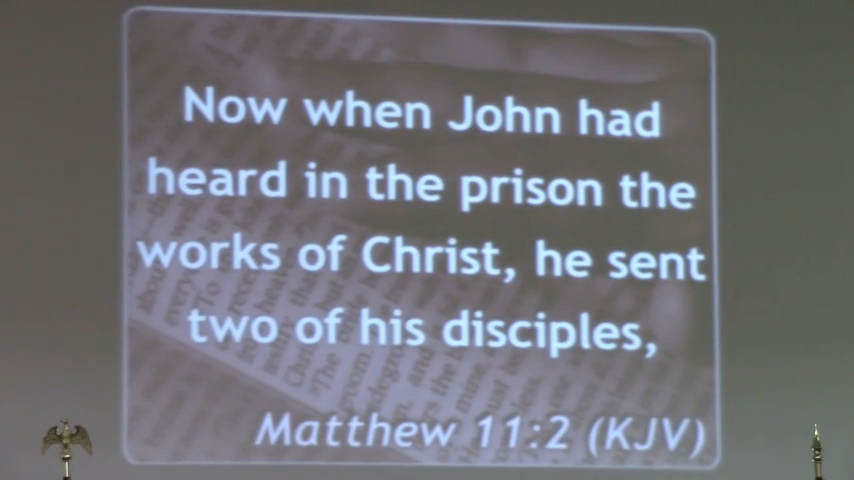 Now when John had
heard in the prison the
works of Christ, he sent
two of his disciples,
Matthew 11:2 (KJV)